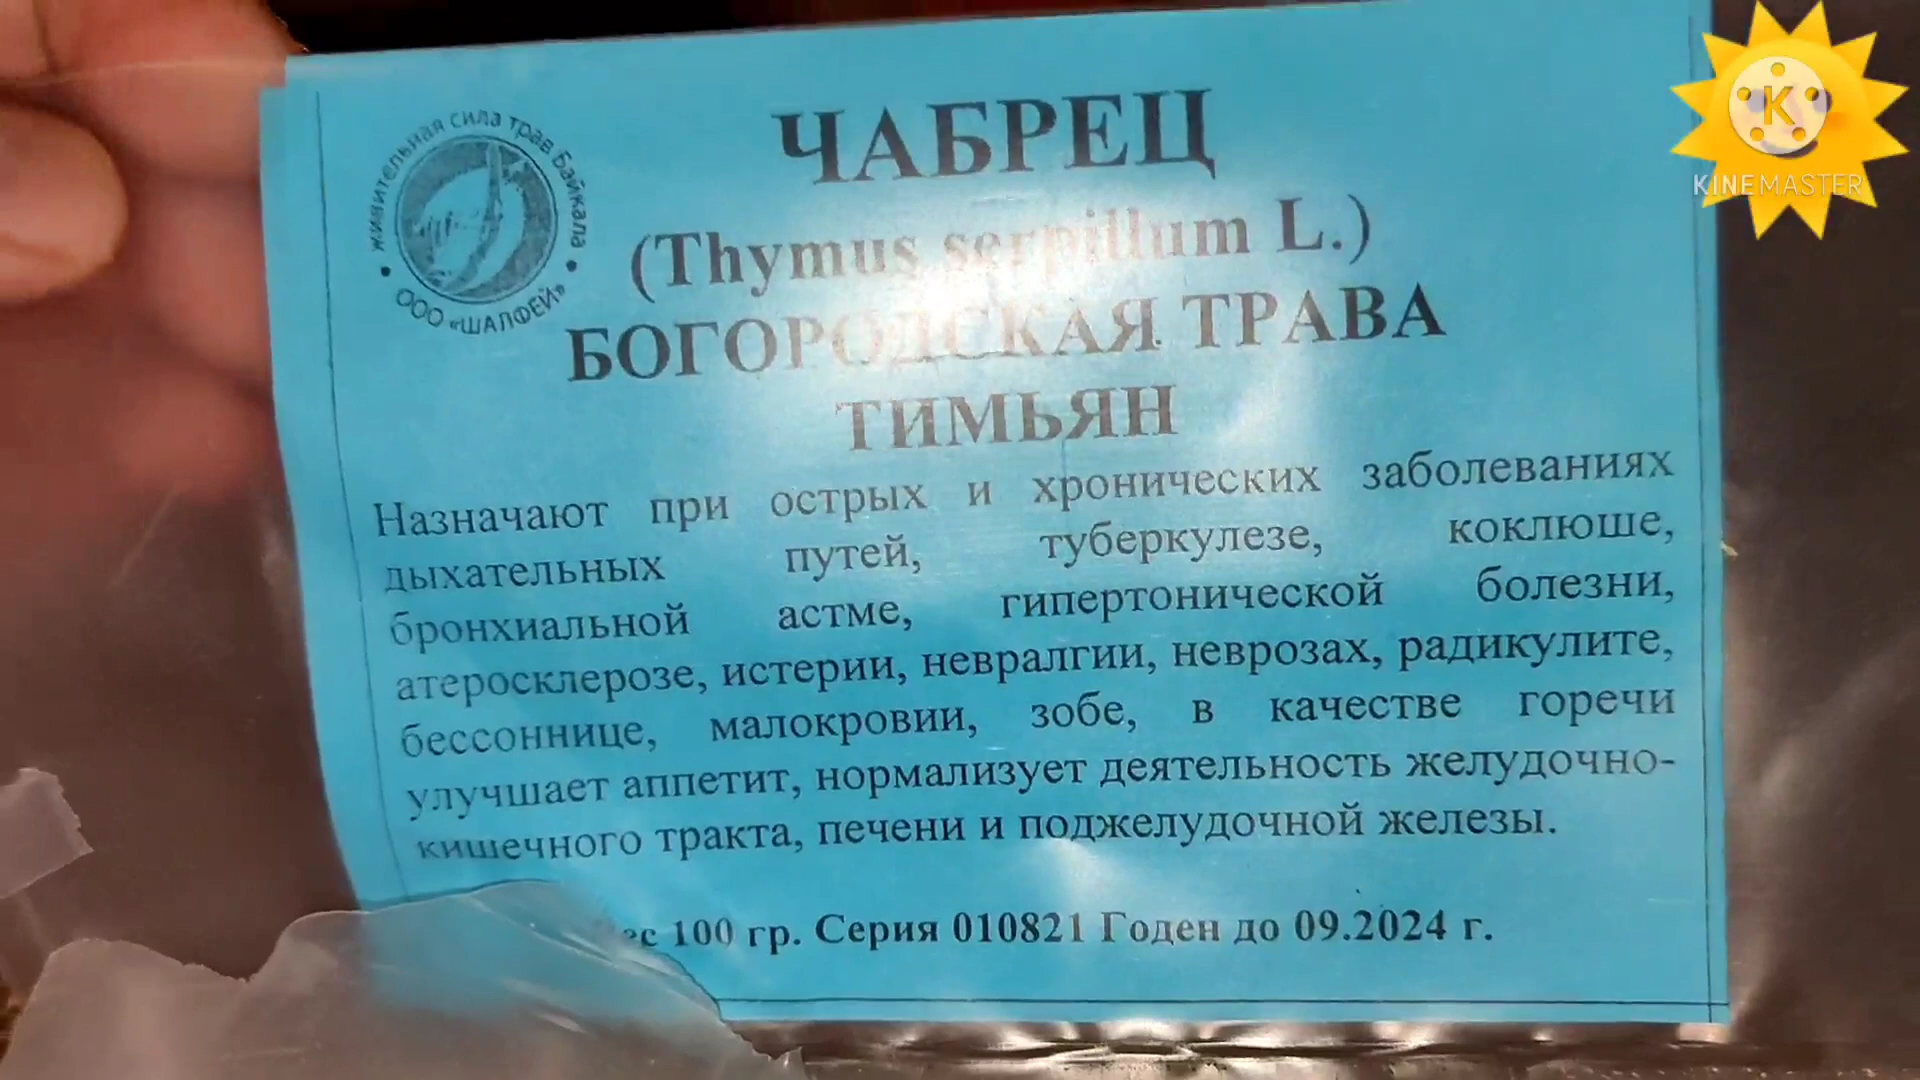 живительная сила трав Байкала
ООО «ШАЛФЕЙ»
ЧАБРЕЦ
(Thymus serpillum L.)
БОГОРОДСКАЯ ТРАВА
ТИМЬЯН
Назначают при острых и хронических заболеваниях
дыхательных путей, туберкулезе, коклюше,
бронхиальной астме, гипертонической болезни,
атеросклерозе, истерии, невралгии, неврозах, радикулите,
бессоннице, малокровии, зобе, в качестве горечи
улучшает аппетит, нормализует деятельность желудочно-
кишечного тракта, печени и поджелудочной железы.
100 гр. Серия 010821 Годен до 09.2024 г.
K
KINEMASTER